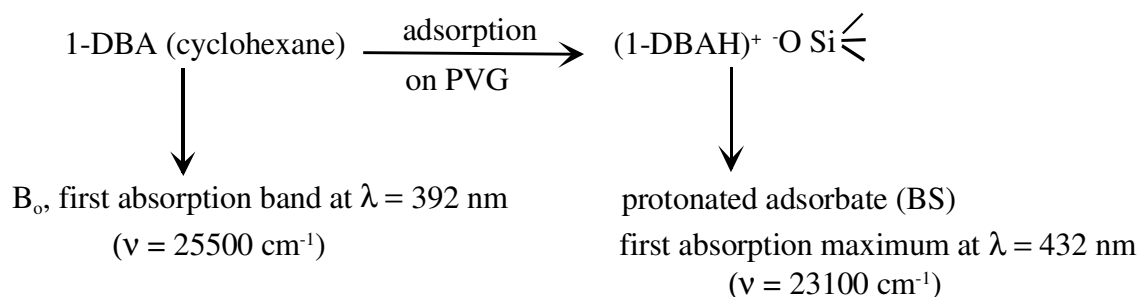 1-DBA (cyclohexane) adsorption on PVG (1-DBAH)⁺ ⁻O Si
B₀, first absorption band at λ = 392 nm
(ν = 25500 cm⁻¹)
protonated adsorbate (BS)
first absorption maximum at λ = 432 nm
(ν = 23100 cm⁻¹)